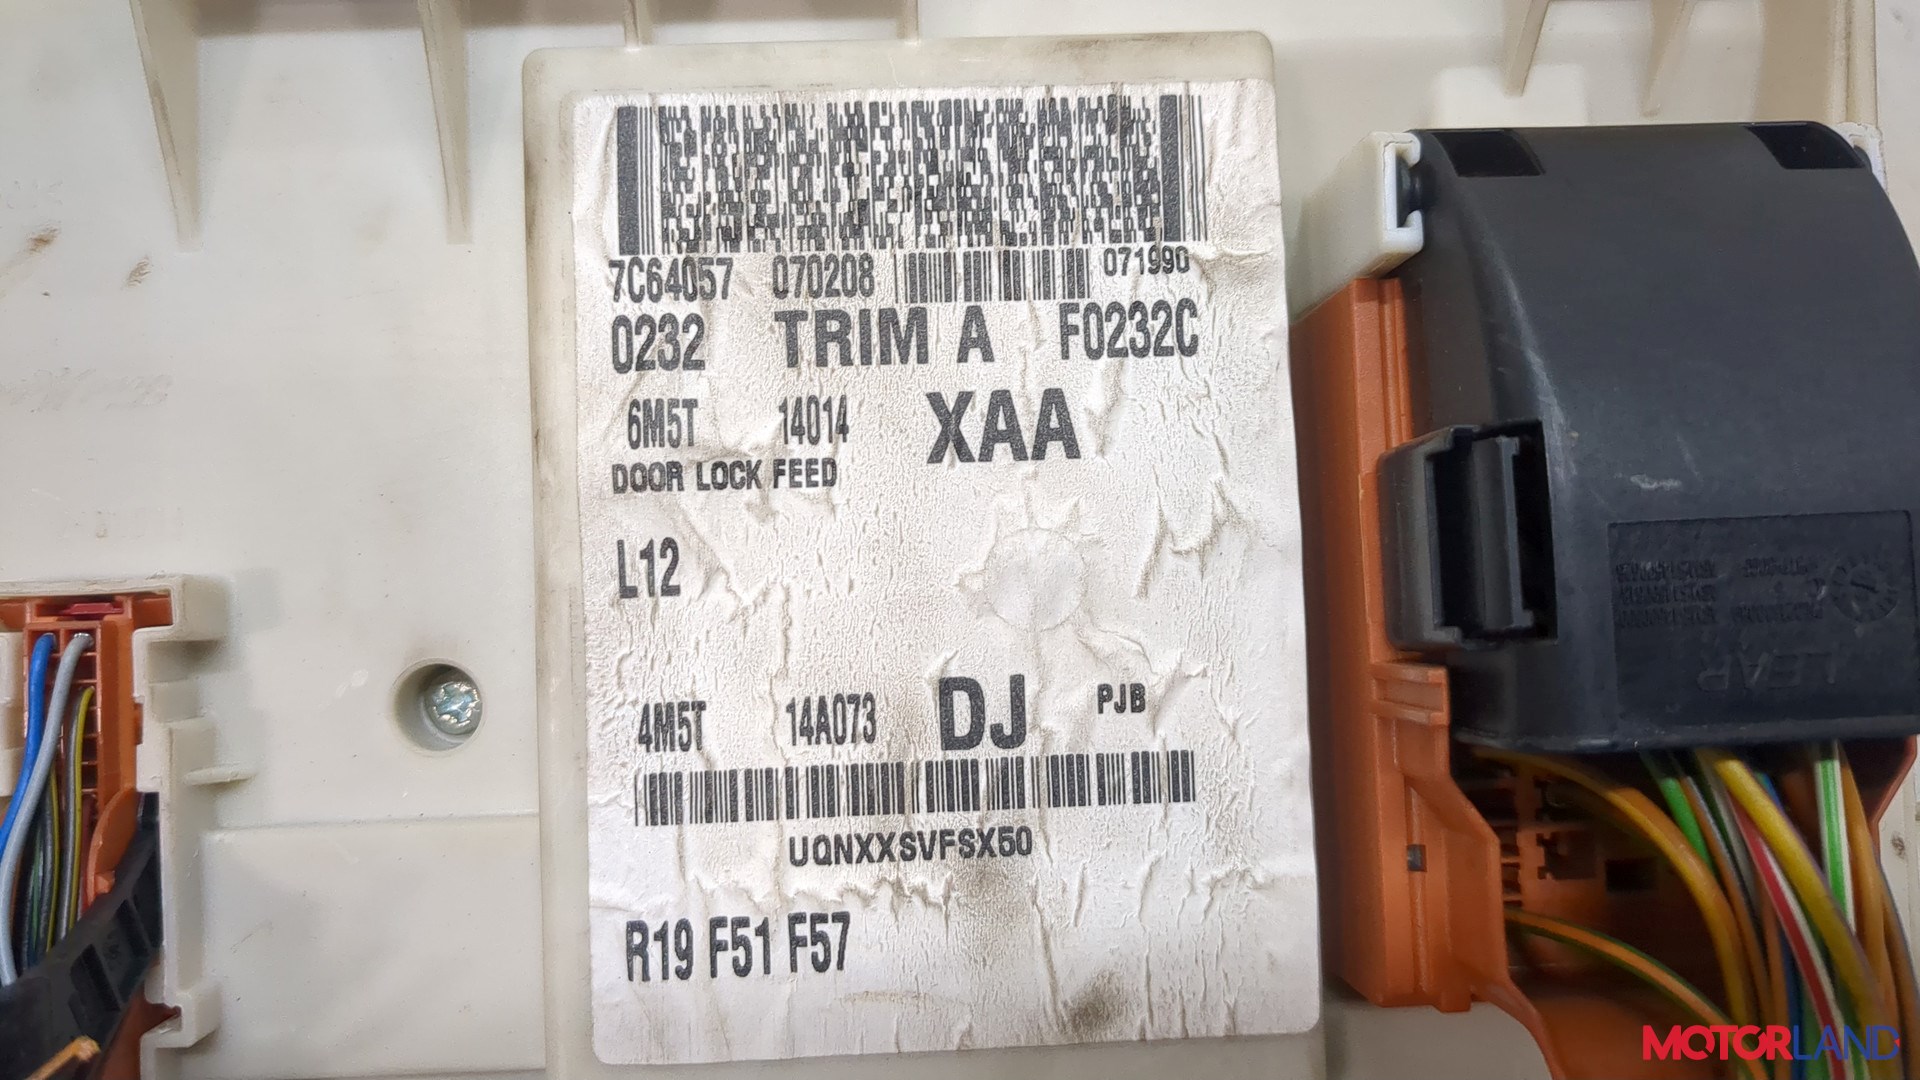 7C64057 070208 071990
0232 TRIM A F0232C
6M5T 14014 XAA
DOOR LOCK FEED
L12
4M5T 14A073 DJ PJB
UQNXXSVFSX50
R19 F51 F57
LEAR
MOTORLAND